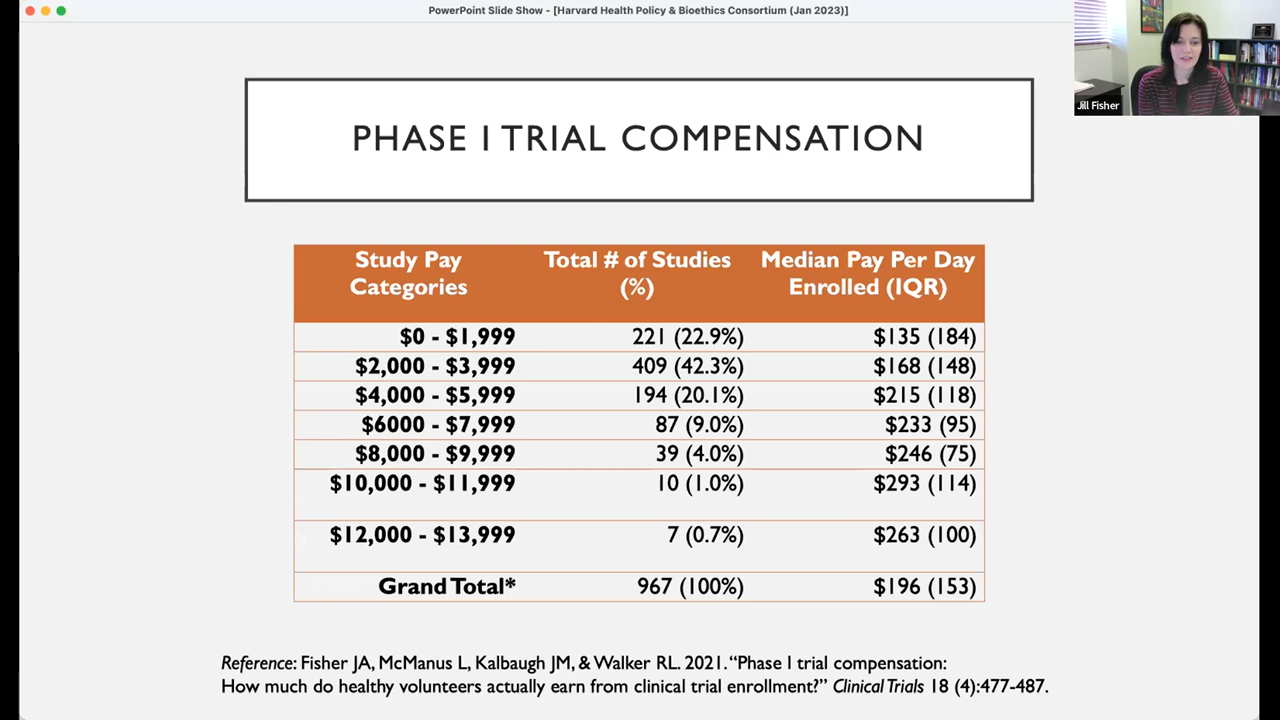 PowerPoint Slide Show - [Harvard Health Policy & Bioethics Consortium (Jan 2023)]
Jill Fisher
PHASE I TRIAL COMPENSATION
Study Pay Categories Total # of Studies (%) Median Pay Per Day Enrolled (IQR)
$0 - $1,999 221 (22.9%) $135 (184)
$2,000 - $3,999 409 (42.3%) $168 (148)
$4,000 - $5,999 194 (20.1%) $215 (118)
$6000 - $7,999 87 (9.0%) $233 (95)
$8,000 - $9,999 39 (4.0%) $246 (75)
$10,000 - $11,999 10 (1.0%) $293 (114)
$12,000 - $13,999 7 (0.7%) $263 (100)
Grand Total* 967 (100%) $196 (153)
Reference: Fisher JA, McManus L, Kalbaugh JM, & Walker RL. 2021. “Phase I trial compensation:
How much do healthy volunteers actually earn from clinical trial enrollment?” Clinical Trials 18 (4):477-487.